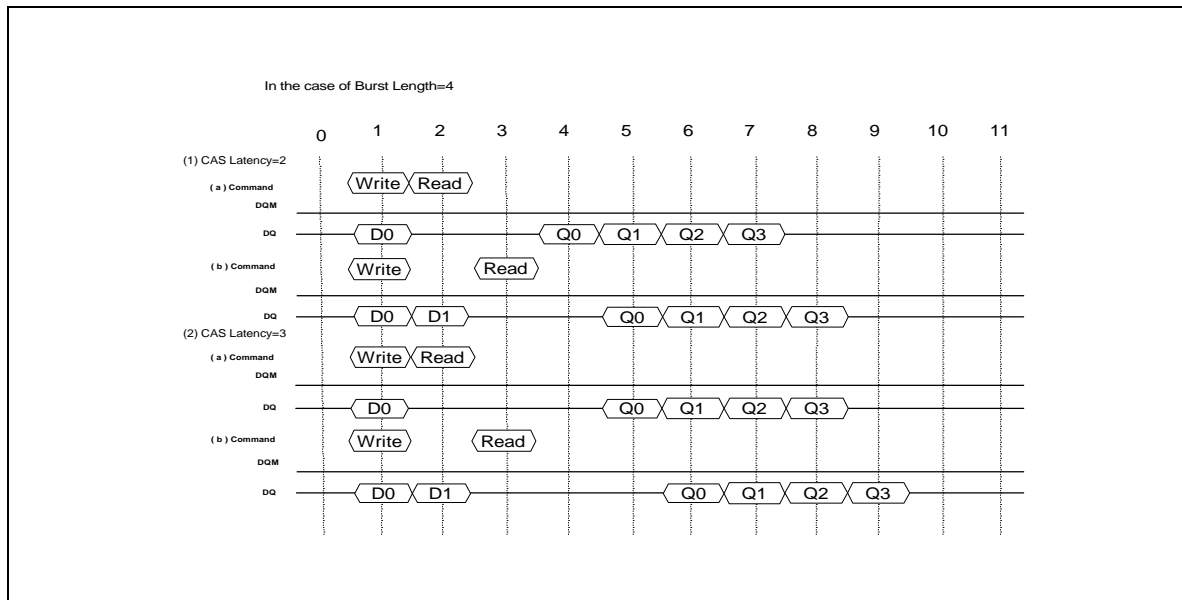 In the case of Burst Length=4
0 1 2 3 4 5 6 7 8 9 10 11
(1) CAS Latency=2
( a ) Command Write Read
DQM
DQ D0 Q0 Q1 Q2 Q3
( b ) Command Write Read
DQM
DQ D0 D1 Q0 Q1 Q2 Q3
(2) CAS Latency=3
( a ) Command Write Read
DQM
DQ D0 Q0 Q1 Q2 Q3
( b ) Command Write Read
DQM
DQ D0 D1 Q0 Q1 Q2 Q3